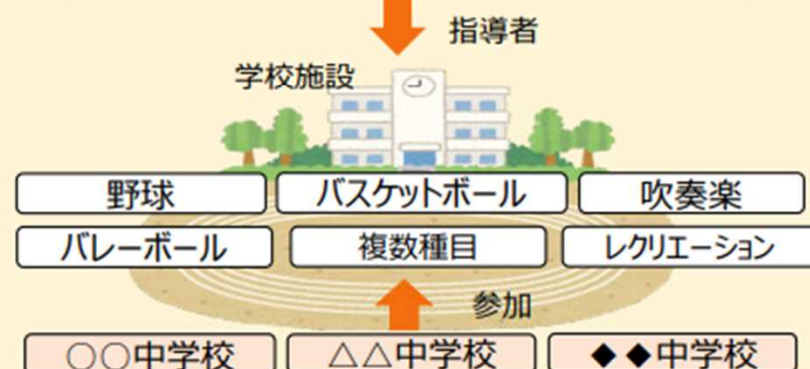 指導者
学校施設
野球
バスケットボール
吹奏楽
バレーボール
複数種目
レクリエーション
参加
○○中学校
△△中学校
◆◆中学校